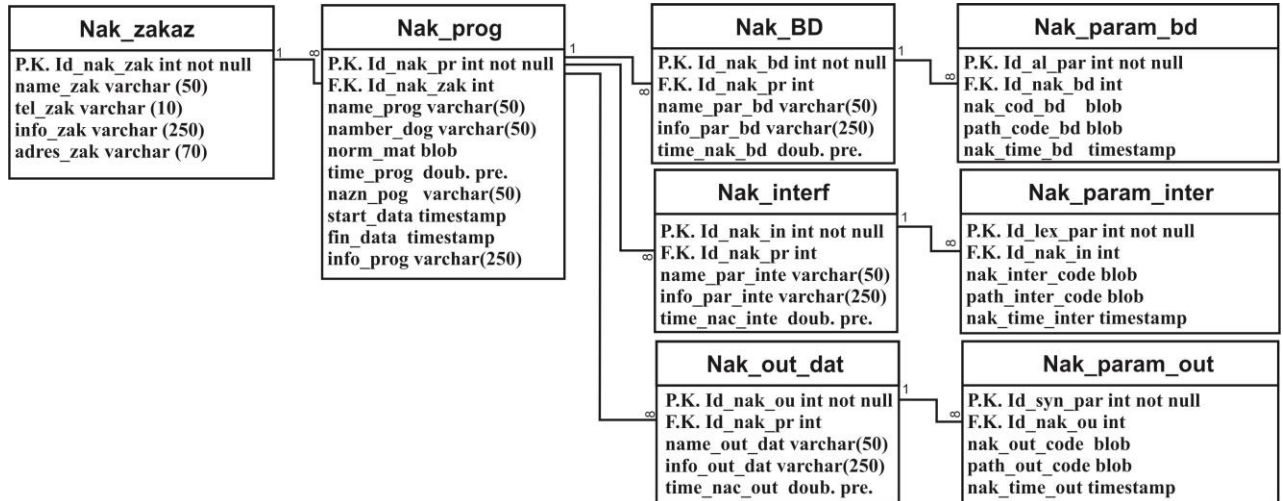 Nak_zakaz
P.K. Id_nak_zak int not null
name_zak varchar (50)
tel_zak varchar (10)
info_zak varchar (250)
adres_zak varchar (70)
1
8
Nak_prog
P.K. Id_nak_pr int not null
F.K. Id_nak_zak int
name_prog varchar(50)
namber_dog varchar(50)
norm_mat blob
time_prog doub. pre.
nazn_pog varchar(50)
start_data timestamp
fin_data timestamp
info_prog varchar(250)
1
8
8
8
Nak_BD
P.K. Id_nak_bd int not null
F.K. Id_nak_pr int
name_par_bd varchar(50)
info_par_bd varchar(250)
time_nak_bd doub. pre.
1
8
Nak_param_bd
P.K. Id_al_par int not null
F.K. Id_nak_bd int
nak_cod_bd blob
path_code_bd blob
nak_time_bd timestamp
Nak_interf
P.K. Id_nak_in int not null
F.K. Id_nak_pr int
name_par_inte varchar(50)
info_par_inte varchar(250)
time_nac_inte doub. pre.
1
8
Nak_param_inter
P.K. Id_lex_par int not null
F.K. Id_nak_in int
nak_inter_code blob
path_inter_code blob
nak_time_inter timestamp
Nak_out_dat
P.K. Id_nak_ou int not null
F.K. Id_nak_pr int
name_out_dat varchar(50)
info_out_dat varchar(250)
time_nac_out doub. pre.
1
8
Nak_param_out
P.K. Id_syn_par int not null
F.K. Id_nak_ou int
nak_out_code blob
path_out_code blob
nak_time_out timestamp